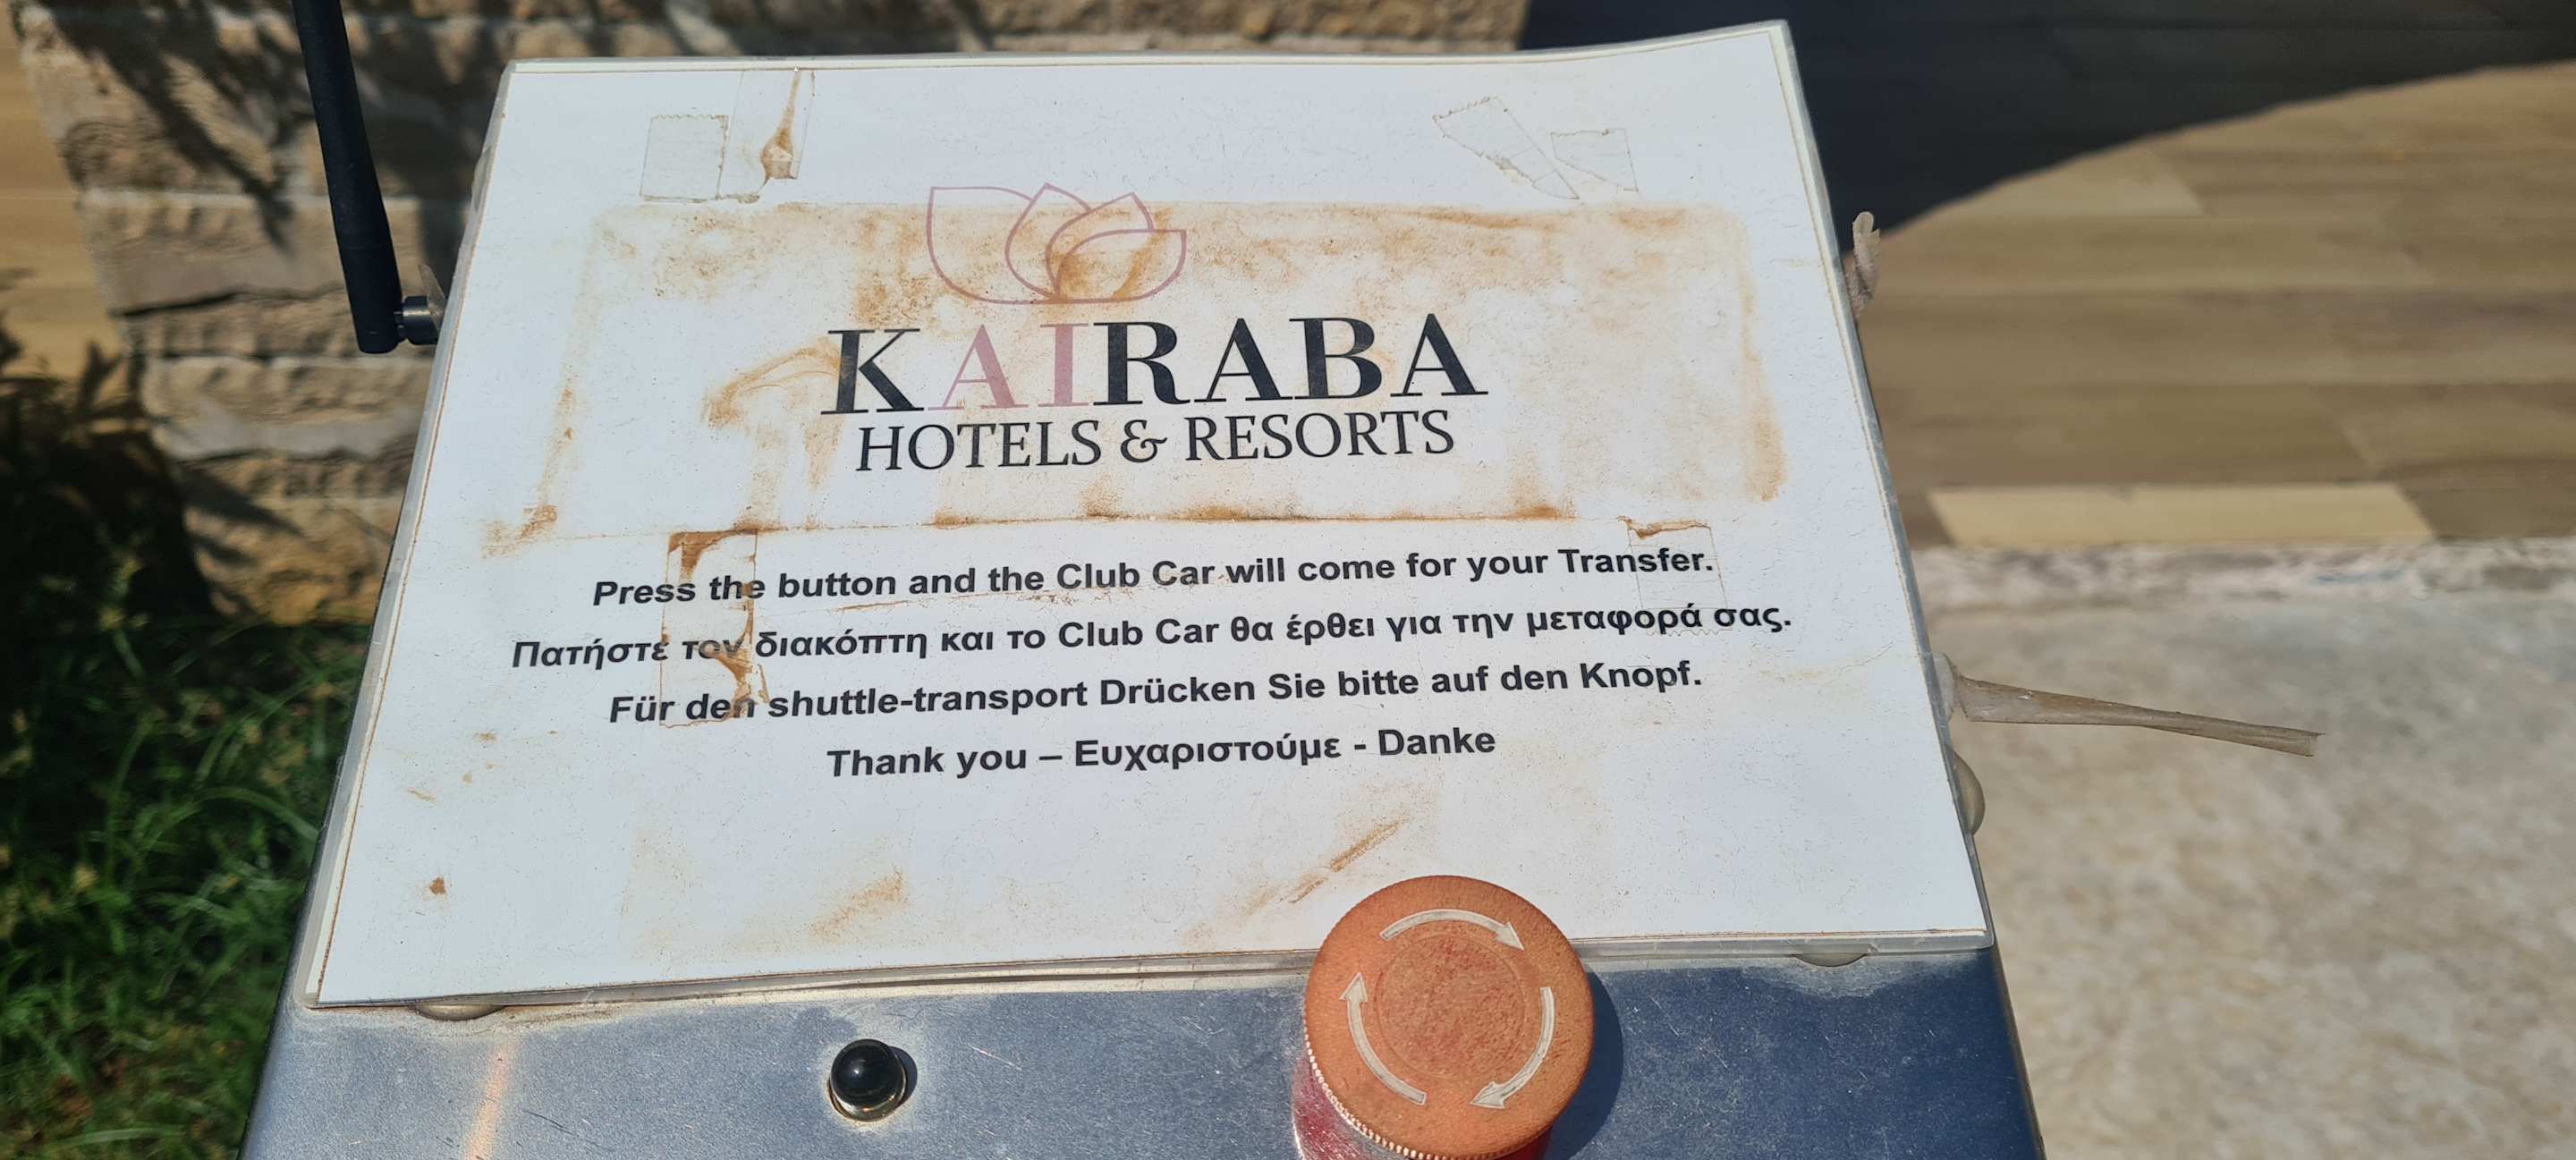 KAIRABA
HOTELS & RESORTS
Press the button and the Club Car will come for your Transfer.
Πατήστε τον διακόπτη και το Club Car θα έρθει για την μεταφορά σας.
Für den shuttle-transport Drücken Sie bitte auf den Knopf.
Thank you – Ευχαριστούμε - Danke